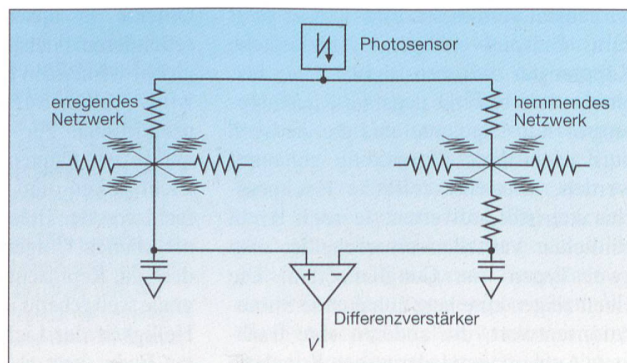 Photosensor
erregendes
Netzwerk
hemmendes
Netzwerk
+ −
Differenzverstärker
V